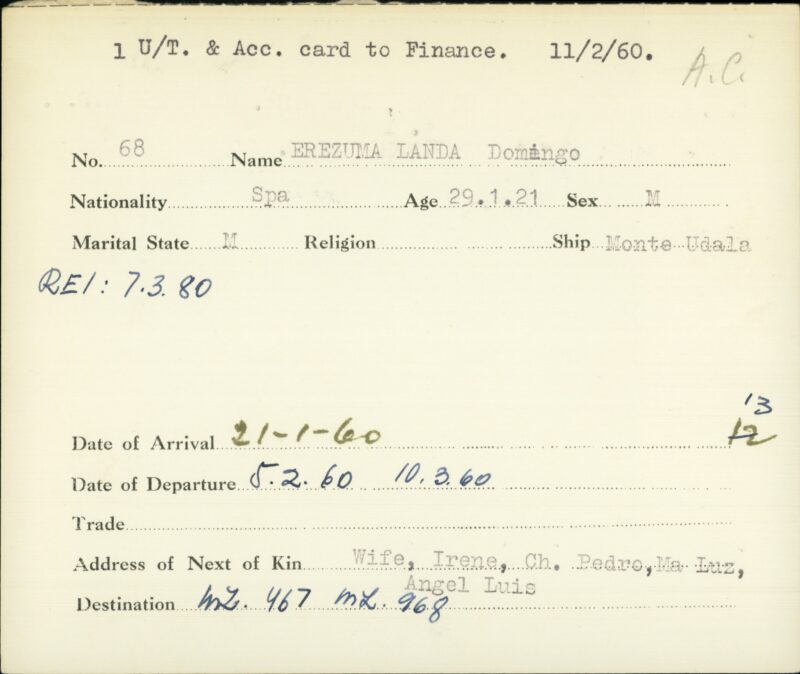 1 U/T. & Acc. card to Finance. 11/2/60.
A.C.
No. 68 Name EREZUMA LANDA Domingo
Nationality Spa Age 29.1.21 Sex M
Marital State M Religion Ship Monte Udala
REI: 7.3.80
13
12
Date of Arrival 21-1-60
Date of Departure 5.2.60 10.3.60
Trade
Address of Next of Kin Wife, Irene, Ch. Pedro, Ma Luz,
Angel Luis
Destination ML. 467 ML. 968